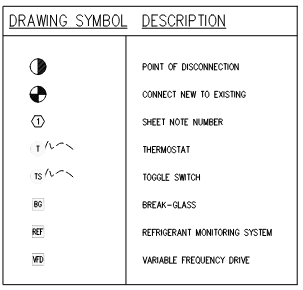 DRAWING SYMBOL DESCRIPTION
POINT OF DISCONNECTION
CONNECT NEW TO EXISTING
1 SHEET NOTE NUMBER
T THERMOSTAT
TS TOGGLE SWITCH
BG BREAK-GLASS
REF REFRIGERANT MONITORING SYSTEM
VFD VARIABLE FREQUENCY DRIVE